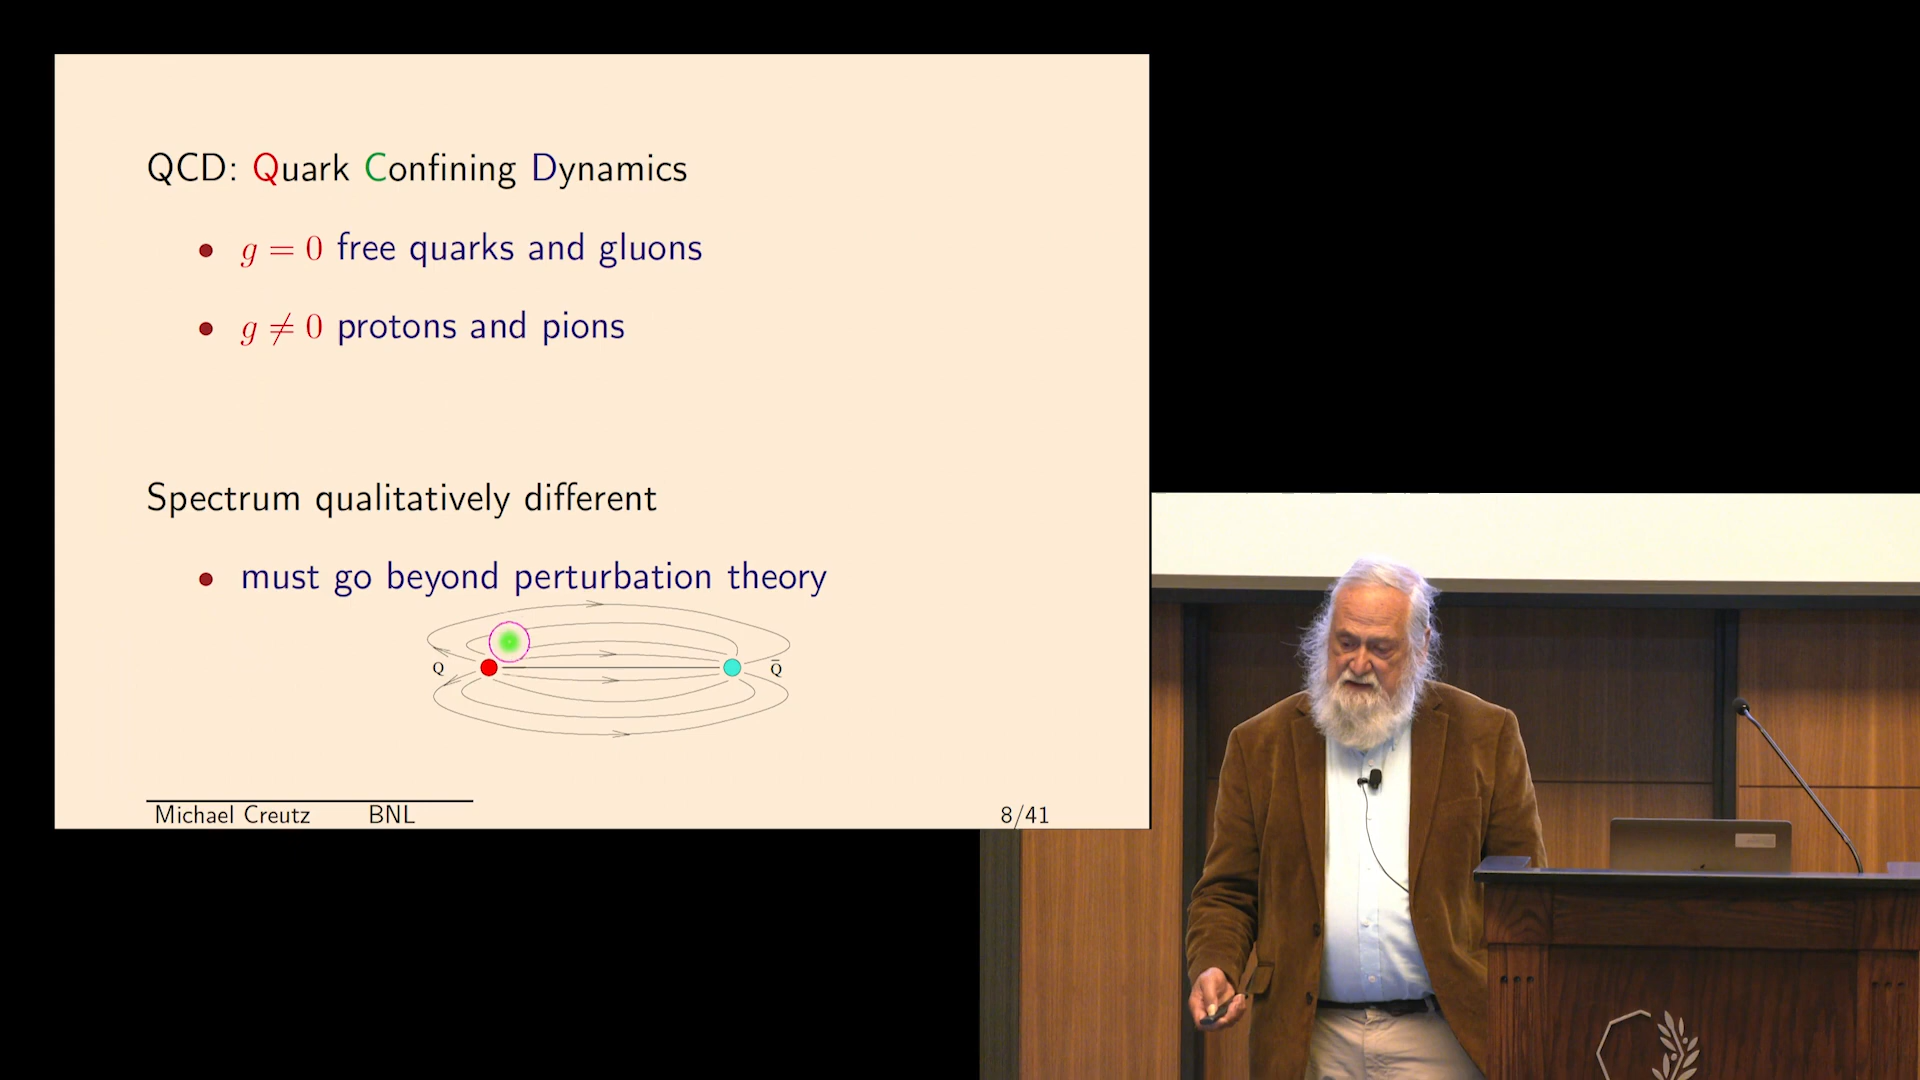 QCD: Quark Confining Dynamics
• g = 0 free quarks and gluons
• g ≠ 0 protons and pions
Spectrum qualitatively different
• must go beyond perturbation theory
Q Q̄
Michael Creutz BNL 8/41